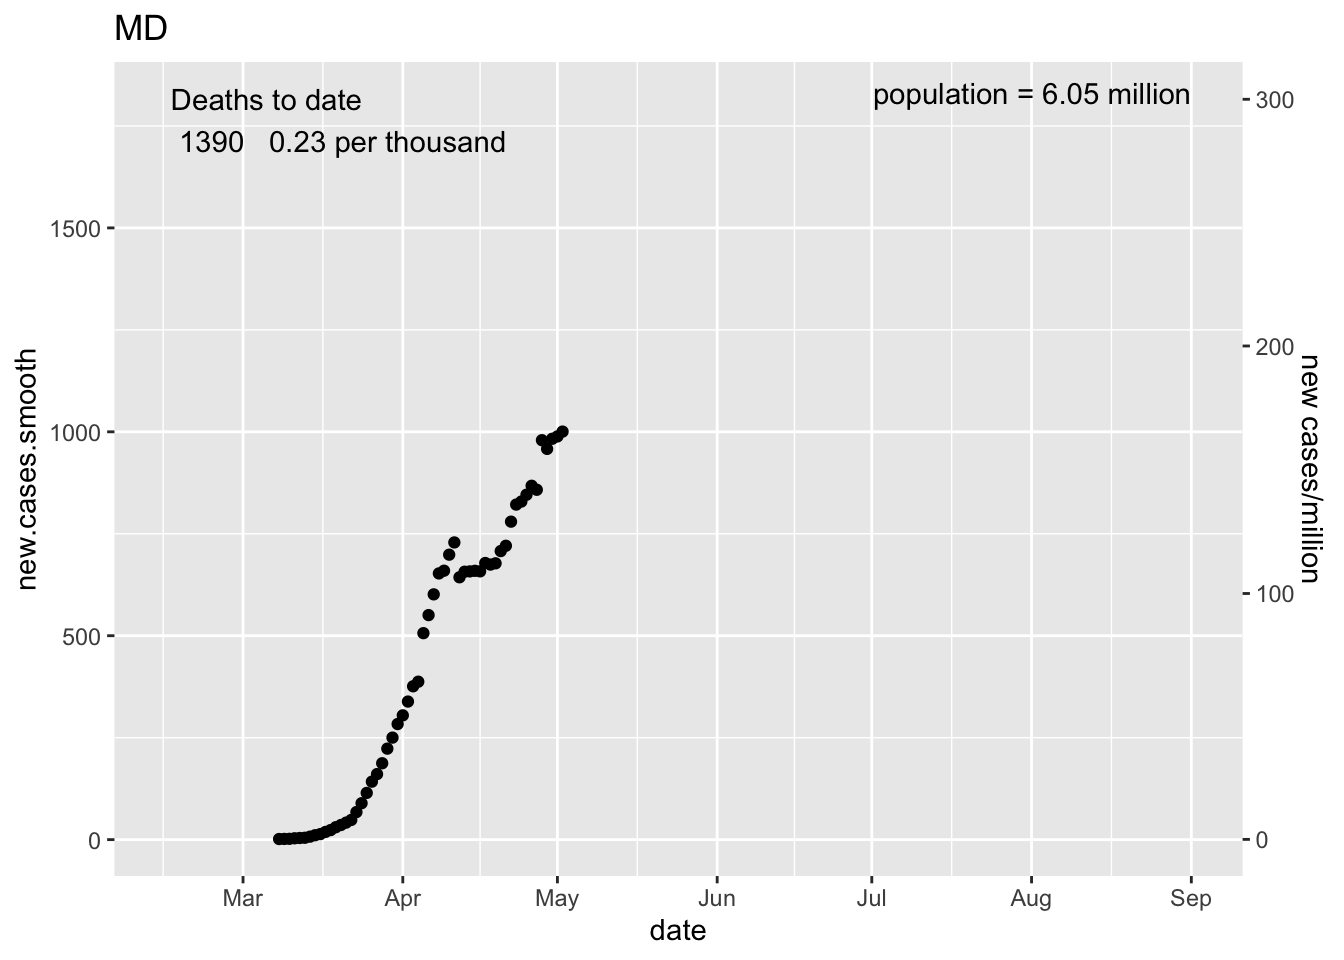 MD
Deaths to date
1390 0.23 per thousand
population = 6.05 million
300
200
100
0
new cases/million
1500
1000
500
0
new.cases.smooth
Mar Apr May Jun Jul Aug Sep
date